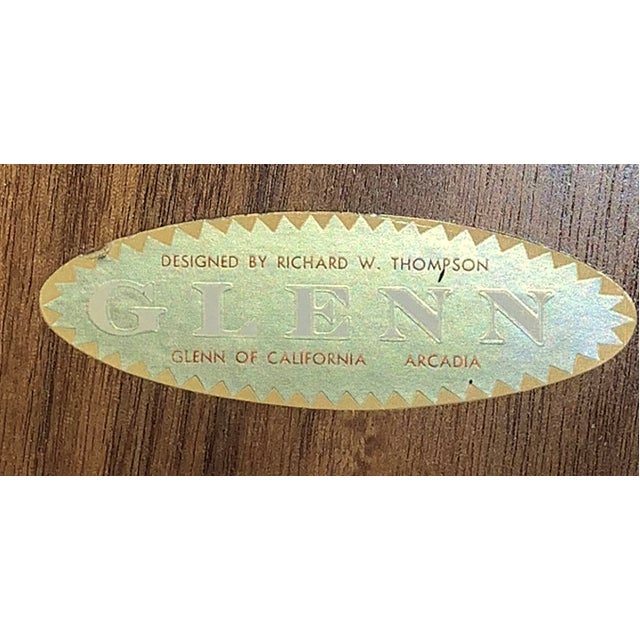 DESIGNED BY RICHARD W. THOMPSON
GLENN
GLENN OF CALIFORNIA ARCADIA